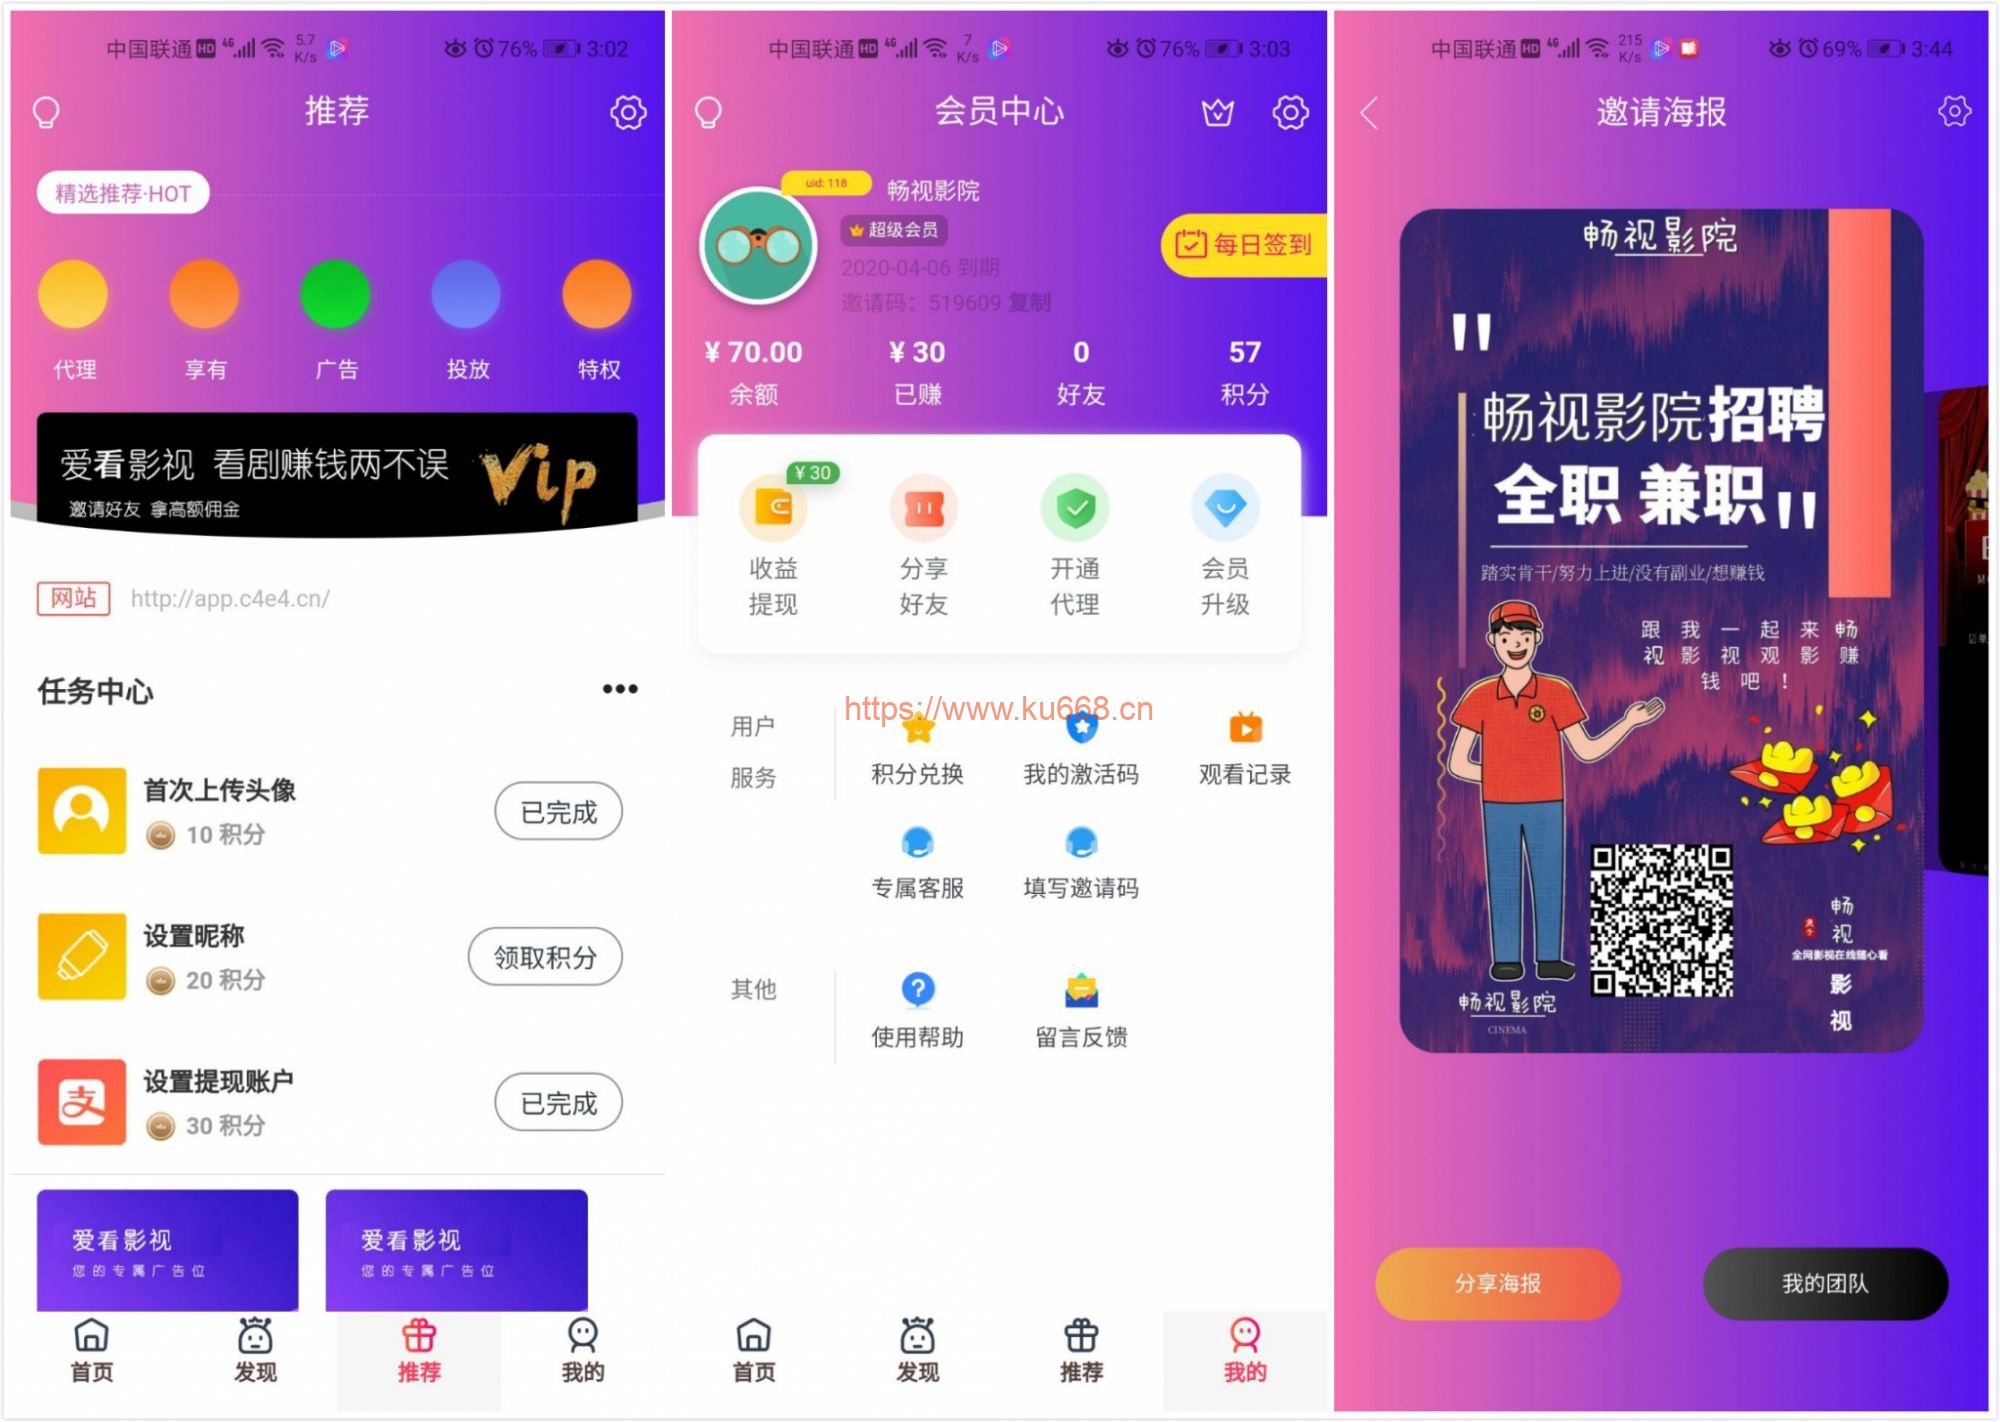 中国联通 HD 4G 5.7 K/s 76% 3:02
推荐
精选推荐·HOT
代理 享有 广告 投放 特权
爱看影视 看剧赚钱两不误
邀请好友 拿高额佣金
Vip
网站 http://app.c4e4.cn/
任务中心
首次上传头像
10 积分
已完成
设置昵称
20 积分
领取积分
设置提现账户
30 积分
已完成
支
爱看影视
您的专属广告位
爱看影视
您的专属广告位
首页 发现 推荐 我的
中国联通 HD 4G 7 K/s 76% 3:03
会员中心
uid: 118
畅视影院
超级会员
2020-04-06 到期
邀请码：519609 复制
每日签到
¥ 70.00 ¥ 30 0 57
余额 已赚 好友 积分
¥ 30
收益 分享 开通 会员
提现 好友 代理 升级
https://www.ku668.cn
用户
服务
积分兑换 我的激活码 观看记录
专属客服 填写邀请码
其他
使用帮助 留言反馈
首页 发现 推荐 我的
中国联通 HD 4G 215 K/s 69% 3:44
邀请海报
畅视影院
"
畅视影院招聘
全职 兼职"
踏实肯干/努力上进/没有副业/想赚钱
跟我一起来畅
视影视观影赚
钱吧！
畅视影院
CINEMA
畅
视
全网影视在线随心看
影
视
分享海报
我的团队